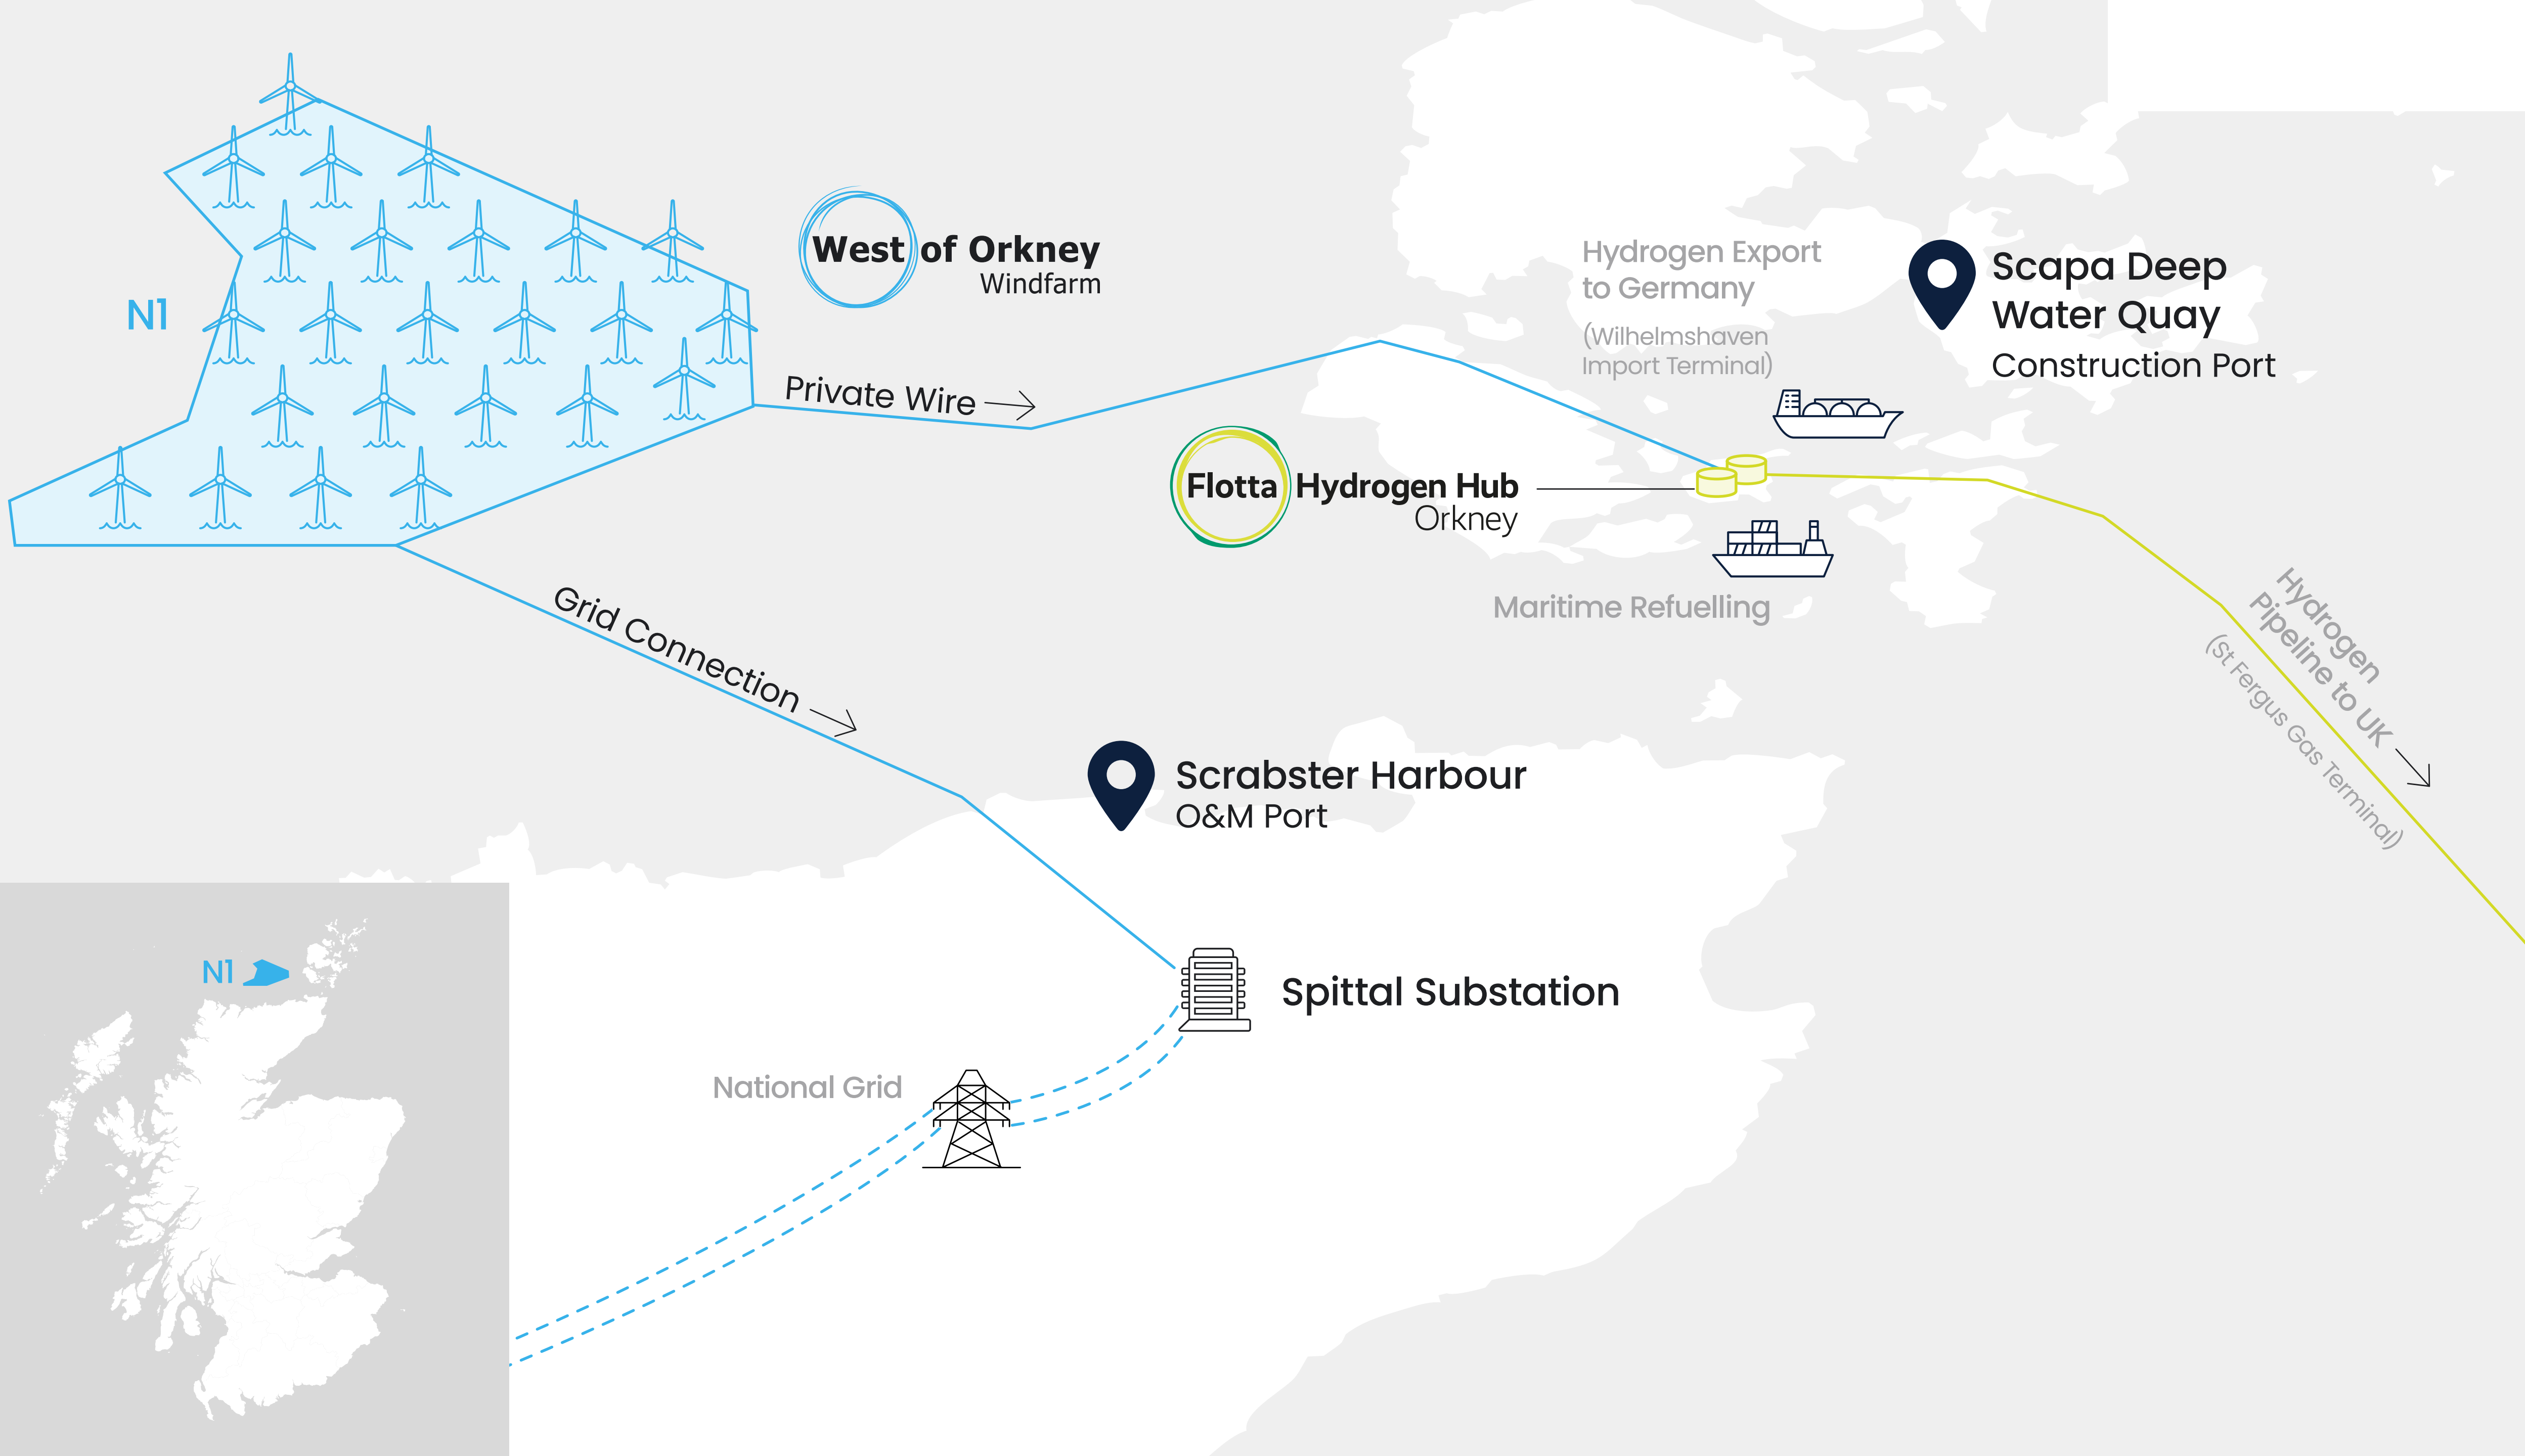 N1
West of Orkney
Windfarm
Private Wire
Grid Connection
Hydrogen Export
to Germany
(Wilhelmshaven
Import Terminal)
Scapa Deep
Water Quay
Construction Port
Flotta Hydrogen Hub
Orkney
Maritime Refuelling
Hydrogen
Pipeline to UK
(St Fergus Gas Terminal)
Scrabster Harbour
O&M Port
Spittal Substation
National Grid
N1